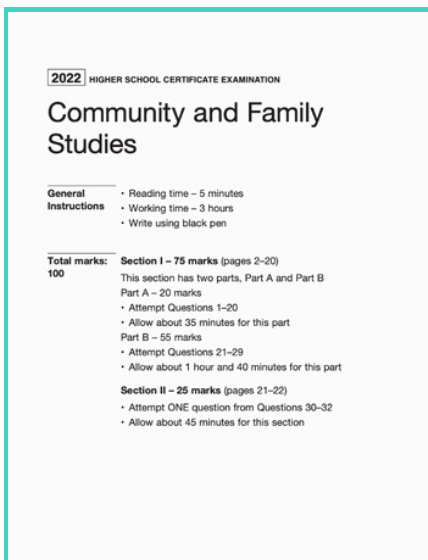 2022 HIGHER SCHOOL CERTIFICATE EXAMINATION
Community and Family
Studies
General
Instructions
• Reading time – 5 minutes
• Working time – 3 hours
• Write using black pen
Total marks:
100
Section I – 75 marks (pages 2–20)
This section has two parts, Part A and Part B
Part A – 20 marks
• Attempt Questions 1–20
• Allow about 35 minutes for this part
Part B – 55 marks
• Attempt Questions 21–29
• Allow about 1 hour and 40 minutes for this part
Section II – 25 marks (pages 21–22)
• Attempt ONE question from Questions 30–32
• Allow about 45 minutes for this section